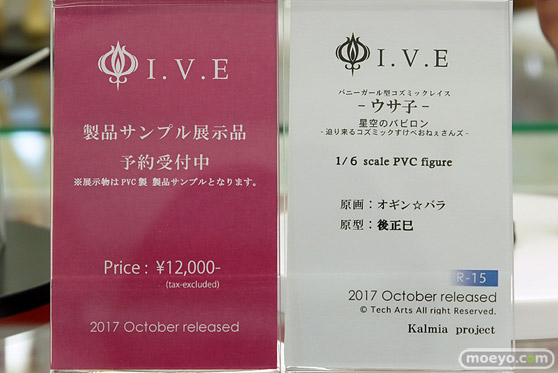 I.V.E
製品サンプル展示品
予約受付中
※展示物はPVC製 製品サンプルとなります。
Price : ¥12,000-
(tax-excluded)
2017 October released
I.V.E
バニーガール型コズミックレイス
- ウサ子 -
星空のバビロン
- 迫り来るコズミックすけべおねぇさんズ -
1/6 scale PVC figure
原画：オギン☆バラ
原型：後正巳
R-15
2017 October released
© Tech Arts All right Reserved.
Kalmia project
moeyo.com